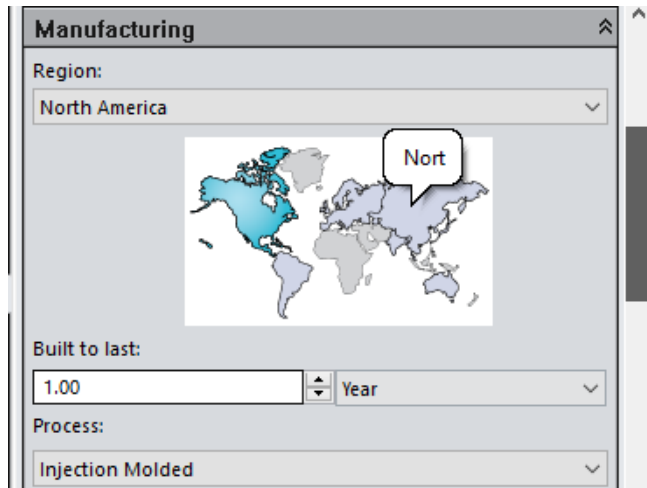 Manufacturing
Region:
North America
Nort
Built to last:
1.00 Year
Process:
Injection Molded